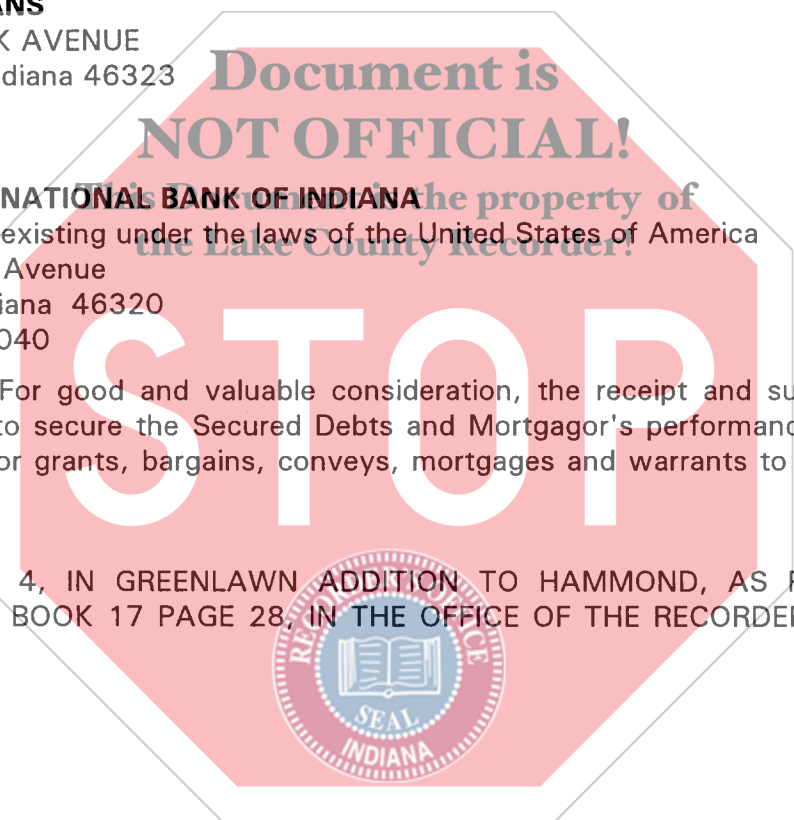 ANS
K AVENUE
diana 46323
Document is
NOT OFFICIAL!
NATIONAL BANK OF INDIANA
This Document is the property of
existing under the laws of the United States of America
the Lake County Recorder!
Avenue
iana 46320
040
STOP
For good and valuable consideration, the receipt and su
to secure the Secured Debts and Mortgagor's performanc
or grants, bargains, conveys, mortgages and warrants to
4, IN GREENLAWN ADDITION TO HAMMOND, AS R
BOOK 17 PAGE 28, IN THE OFFICE OF THE RECORDER
SEAL
INDIANA